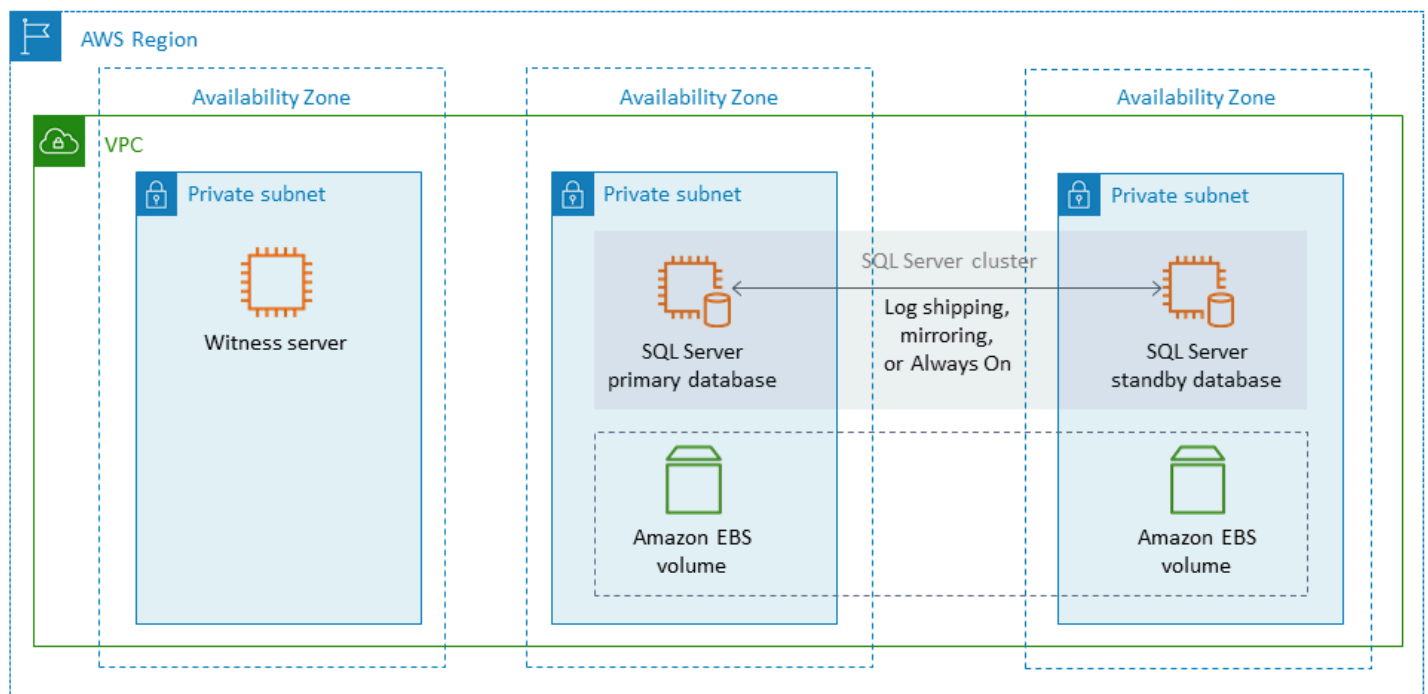 AWS Region
Availability Zone
Availability Zone
Availability Zone
VPC
Private subnet
Private subnet
Private subnet
Witness server
SQL Server cluster
Log shipping,
mirroring,
or Always On
SQL Server
primary database
SQL Server
standby database
Amazon EBS
volume
Amazon EBS
volume